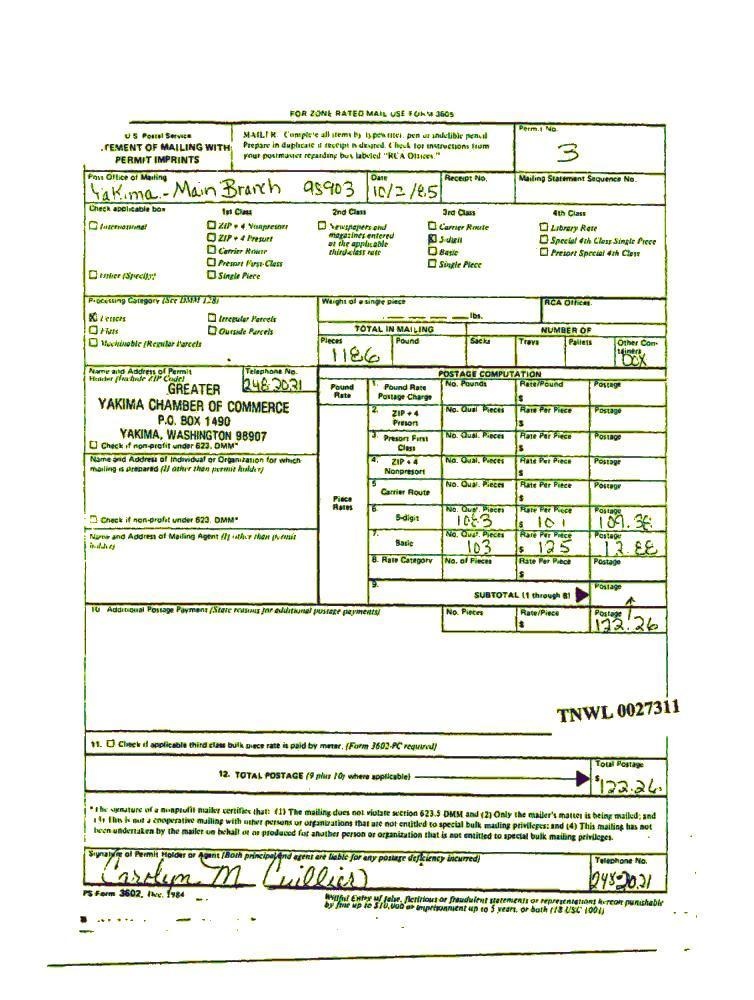 FOR ZONE RATED MAIL USE FORM 3605
U S Postal Service
.TEMENT OF MAILING WITH
PERMIT IMPRINTS
MAILER: Complete all items by typewriter, pen or indelible pencil
Prepare in duplicate if receipt is desired. Check for instructions from
your postmaster regarding box labeled "RCA Offices."
Permit No.
3
Post Office of Mailing
Yakima - Main Branch 98903
Date
10/2/85
Receipt No.
Mailing Statement Sequence No.
Check applicable box
1st Class
2nd Class
3rd Class
4th Class
International
ZIP + 4 Nonpresort
ZIP + 4 Presort
Carrier Route
Presort First-Class
Single Piece
Other (Specify)
Newspapers and
magazines entered
at the applicable
third-class rate
Carrier Route
5-digit
Basic
Single Piece
Library Rate
Special 4th Class Single Piece
Presort Special 4th Class
Processing Category (See DMM 128)
Letters
Flats
Machinable /Regular Parcels
Irregular Parcels
Outside Parcels
Weight of a single piece
lbs.
RCA Offices
TOTAL IN MAILING
NUMBER OF
Pieces
1186
Pound
Sacks
Trays
Pallets
Other Con-
tainers
box
Name and Address of Permit
Holder (Include ZIP Code)
Telephone No.
248 2021
GREATER
YAKIMA CHAMBER OF COMMERCE
P.O. BOX 1490
YAKIMA, WASHINGTON 98907
Check if non-profit under 623, DMM*
Name and Address of Individual or Organization for which
mailing is prepared (If other than permit holder)
Check if non-profit under 623, DMM*
Name and Address of Mailing Agent (If other than permit
holder)
POSTAGE COMPUTATION
Pound
Rate
1. Pound Rate
Postage Charge
No. Pounds
Rate/Pound
$
Postage
Piece
Rates
2. ZIP + 4
Presort
No. Qual. Pieces
Rate Per Piece
$
Postage
3. Presort First
Class
No. Qual. Pieces
Rate Per Piece
$
Postage
4. ZIP + 4
Nonpresort
No. Qual. Pieces
Rate Per Piece
$
Postage
5 Carrier Route
No. Qual. Pieces
Rate Per Piece
$
Postage
6. 5-digit
No. Qual. Pieces
1083
Rate Per Piece
$ 101
Postage
109.38
7. Basic
No. Qual. Pieces
103
Rate Per Piece
$ 125
Postage
12.88
8. Rate Category
No. of Pieces
Rate Per Piece
$
Postage
9. SUBTOTAL (1 through 8)
Postage
10. Additional Postage Payment (State reasons for additional postage payments)
No. Pieces
Rate/Piece
$
Postage
122.26
TNWL 0027311
11. Check if applicable third class bulk piece rate is paid by meter. (Form 3602-PC required)
12. TOTAL POSTAGE (9 plus 10; where applicable)
Total Postage
$122.26
* The signature of a nonprofit mailer certifies that: (1) The mailing does not violate section 623.5 DMM and (2) Only the mailer's matter is being mailed; and
(3) This is not a cooperative mailing with other persons or organizations that are not entitled to special bulk mailing privileges; and (4) This mailing has not
been undertaken by the mailer on behalf of or produced for another person or organization that is not entitled to special bulk mailing privileges.
Signature of Permit Holder or Agent (Both principal and agent are liable for any postage deficiency incurred)
Carolyn M Cuillier
Telephone No.
248 2021
PS Form 3602, Dec. 1984
Willful Entry of false, fictitious or fraudulent statements or representations hereon punishable
by fine up to $10,000 or imprisonment up to 5 years, or both (18 USC 1001)